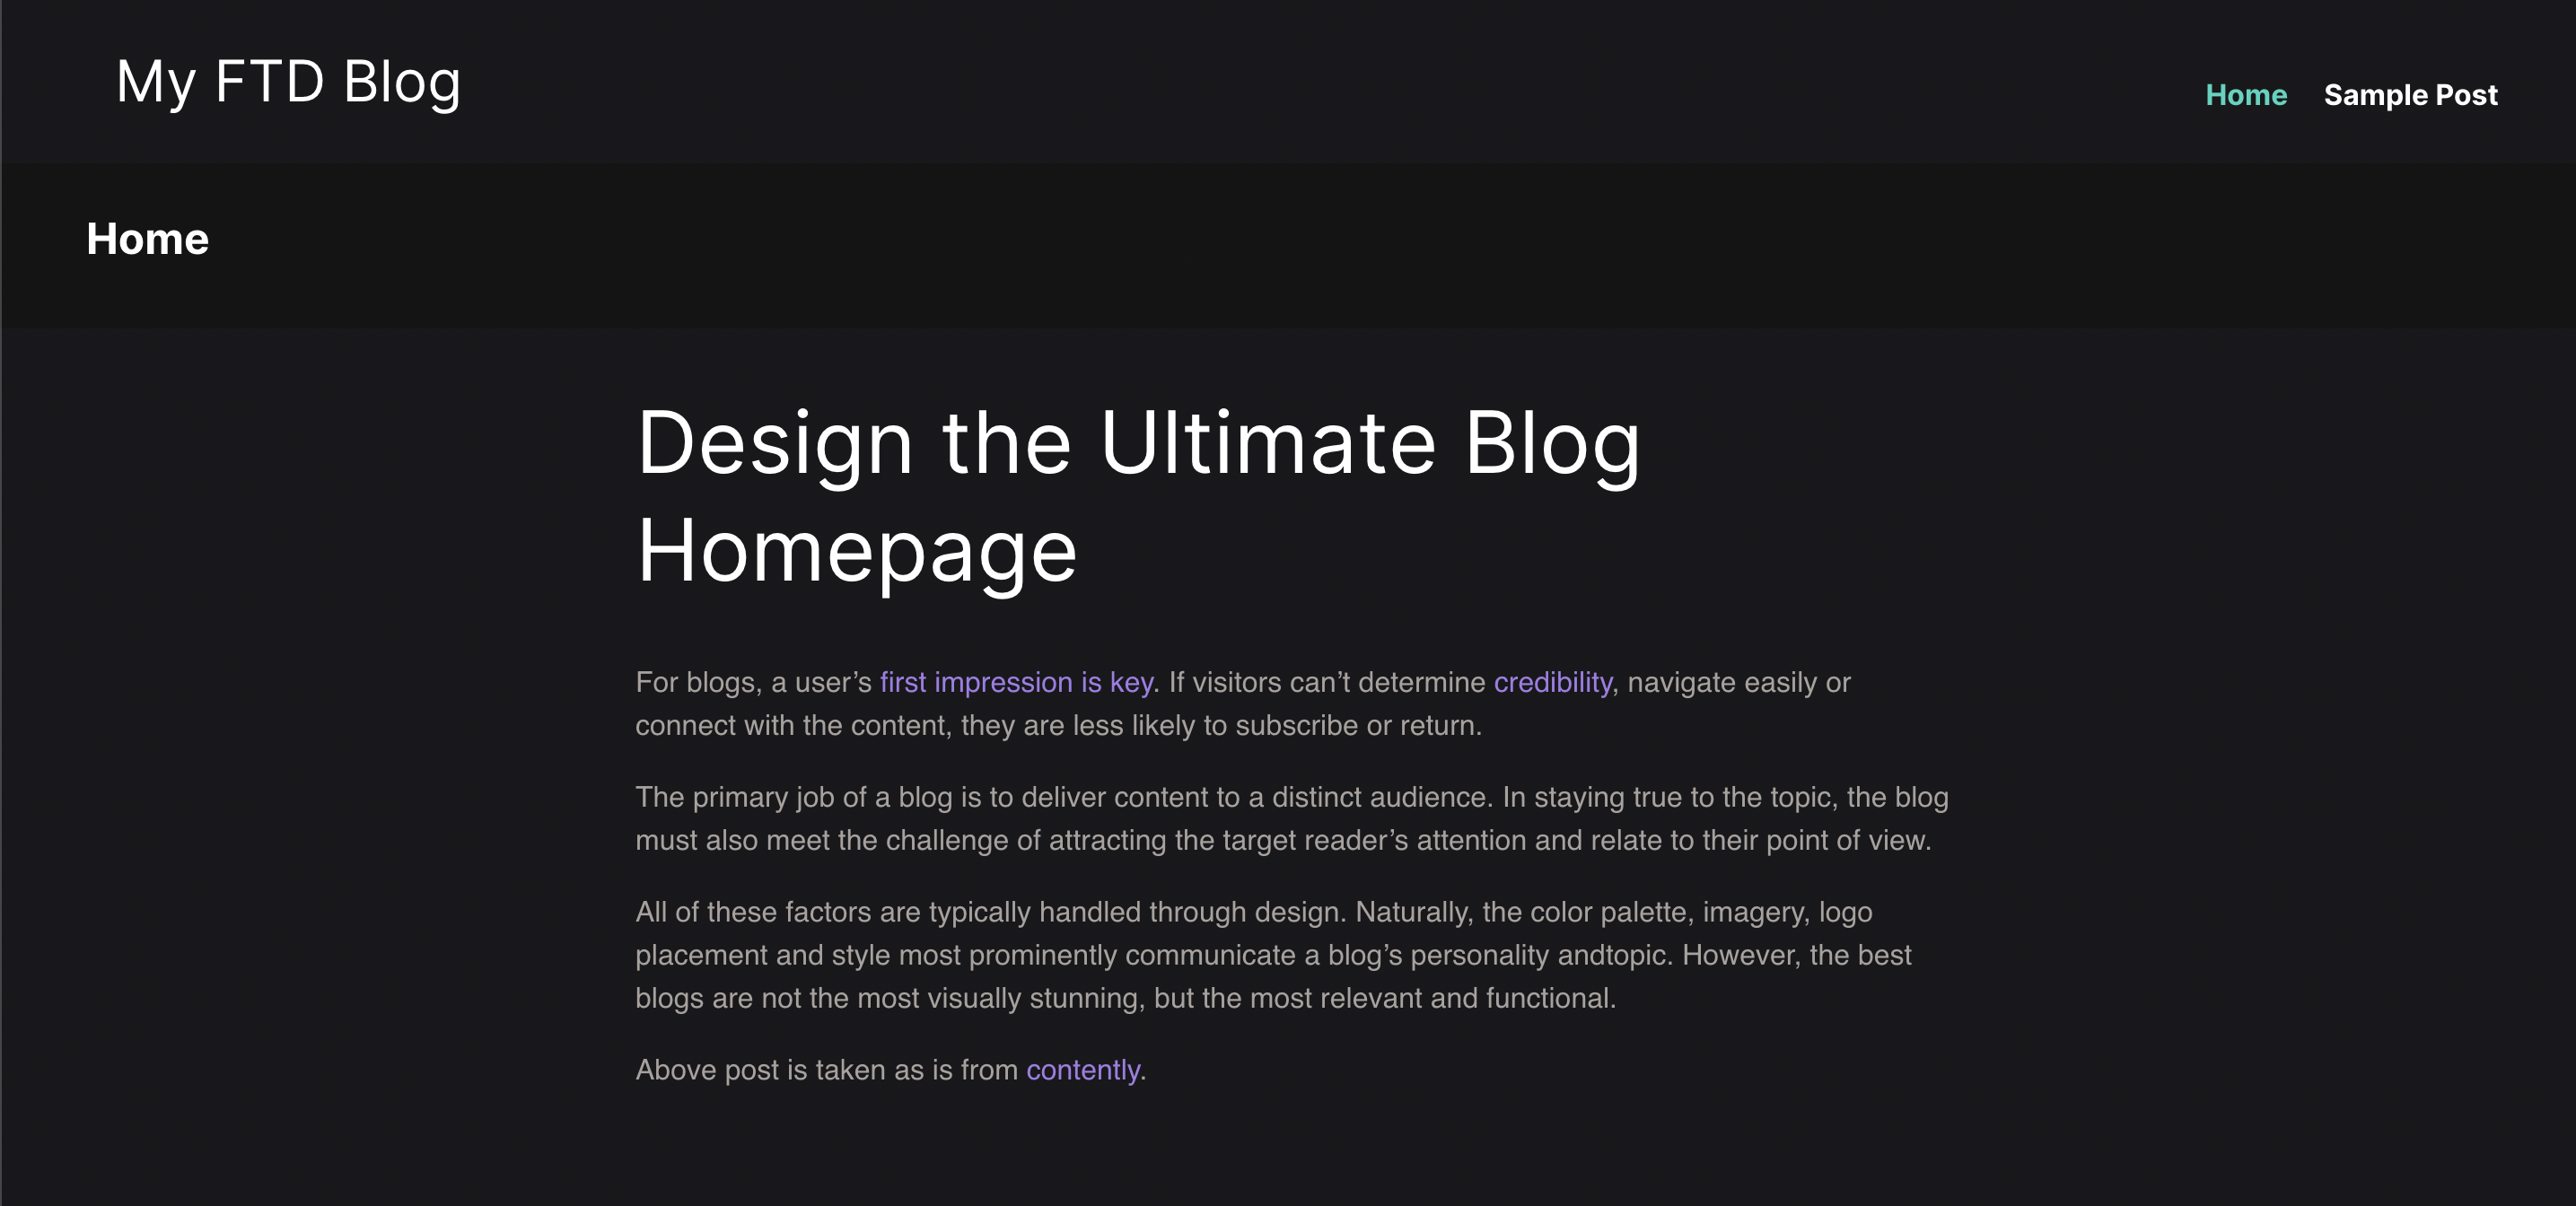 My FTD Blog
Home Sample Post
Home
Design the Ultimate Blog
Homepage
For blogs, a user’s first impression is key. If visitors can’t determine credibility, navigate easily or
connect with the content, they are less likely to subscribe or return.
The primary job of a blog is to deliver content to a distinct audience. In staying true to the topic, the blog
must also meet the challenge of attracting the target reader’s attention and relate to their point of view.
All of these factors are typically handled through design. Naturally, the color palette, imagery, logo
placement and style most prominently communicate a blog’s personality andtopic. However, the best
blogs are not the most visually stunning, but the most relevant and functional.
Above post is taken as is from contently.